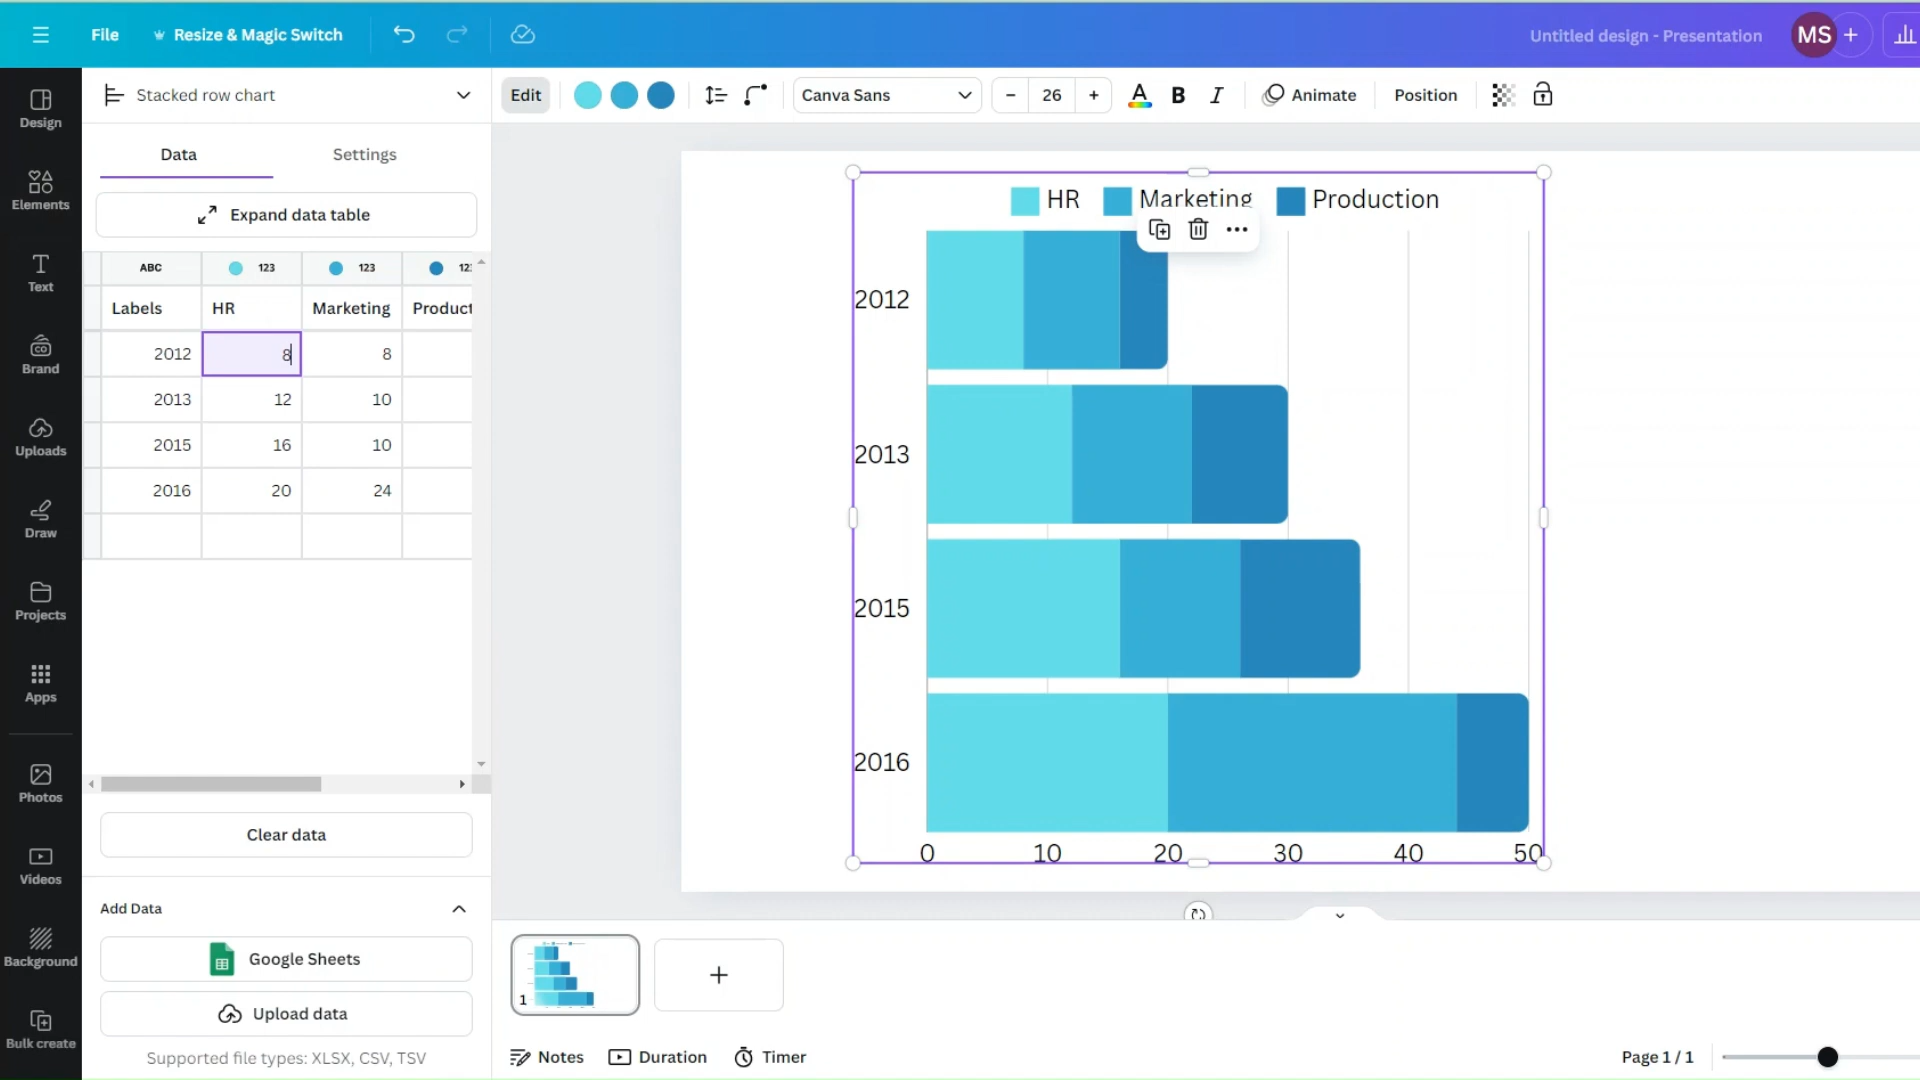 File
Resize & Magic Switch
Untitled design - Presentation
MS
Design
Elements
Text
Brand
Uploads
Draw
Projects
Apps
Photos
Videos
Background
Bulk create
Stacked row chart
Data
Settings
Expand data table
ABC 123 123 12
Labels HR Marketing Product
2012 8 8
2013 12 10
2015 16 10
2016 20 24
Clear data
Add Data
Google Sheets
Upload data
Supported file types: XLSX, CSV, TSV
Edit
Canva Sans
– 26 +
A B I
Animate
Position
HR Marketing Production
2012
2013
2015
2016
0 10 20 30 40 50
1
Notes
Duration
Timer
Page 1 / 1